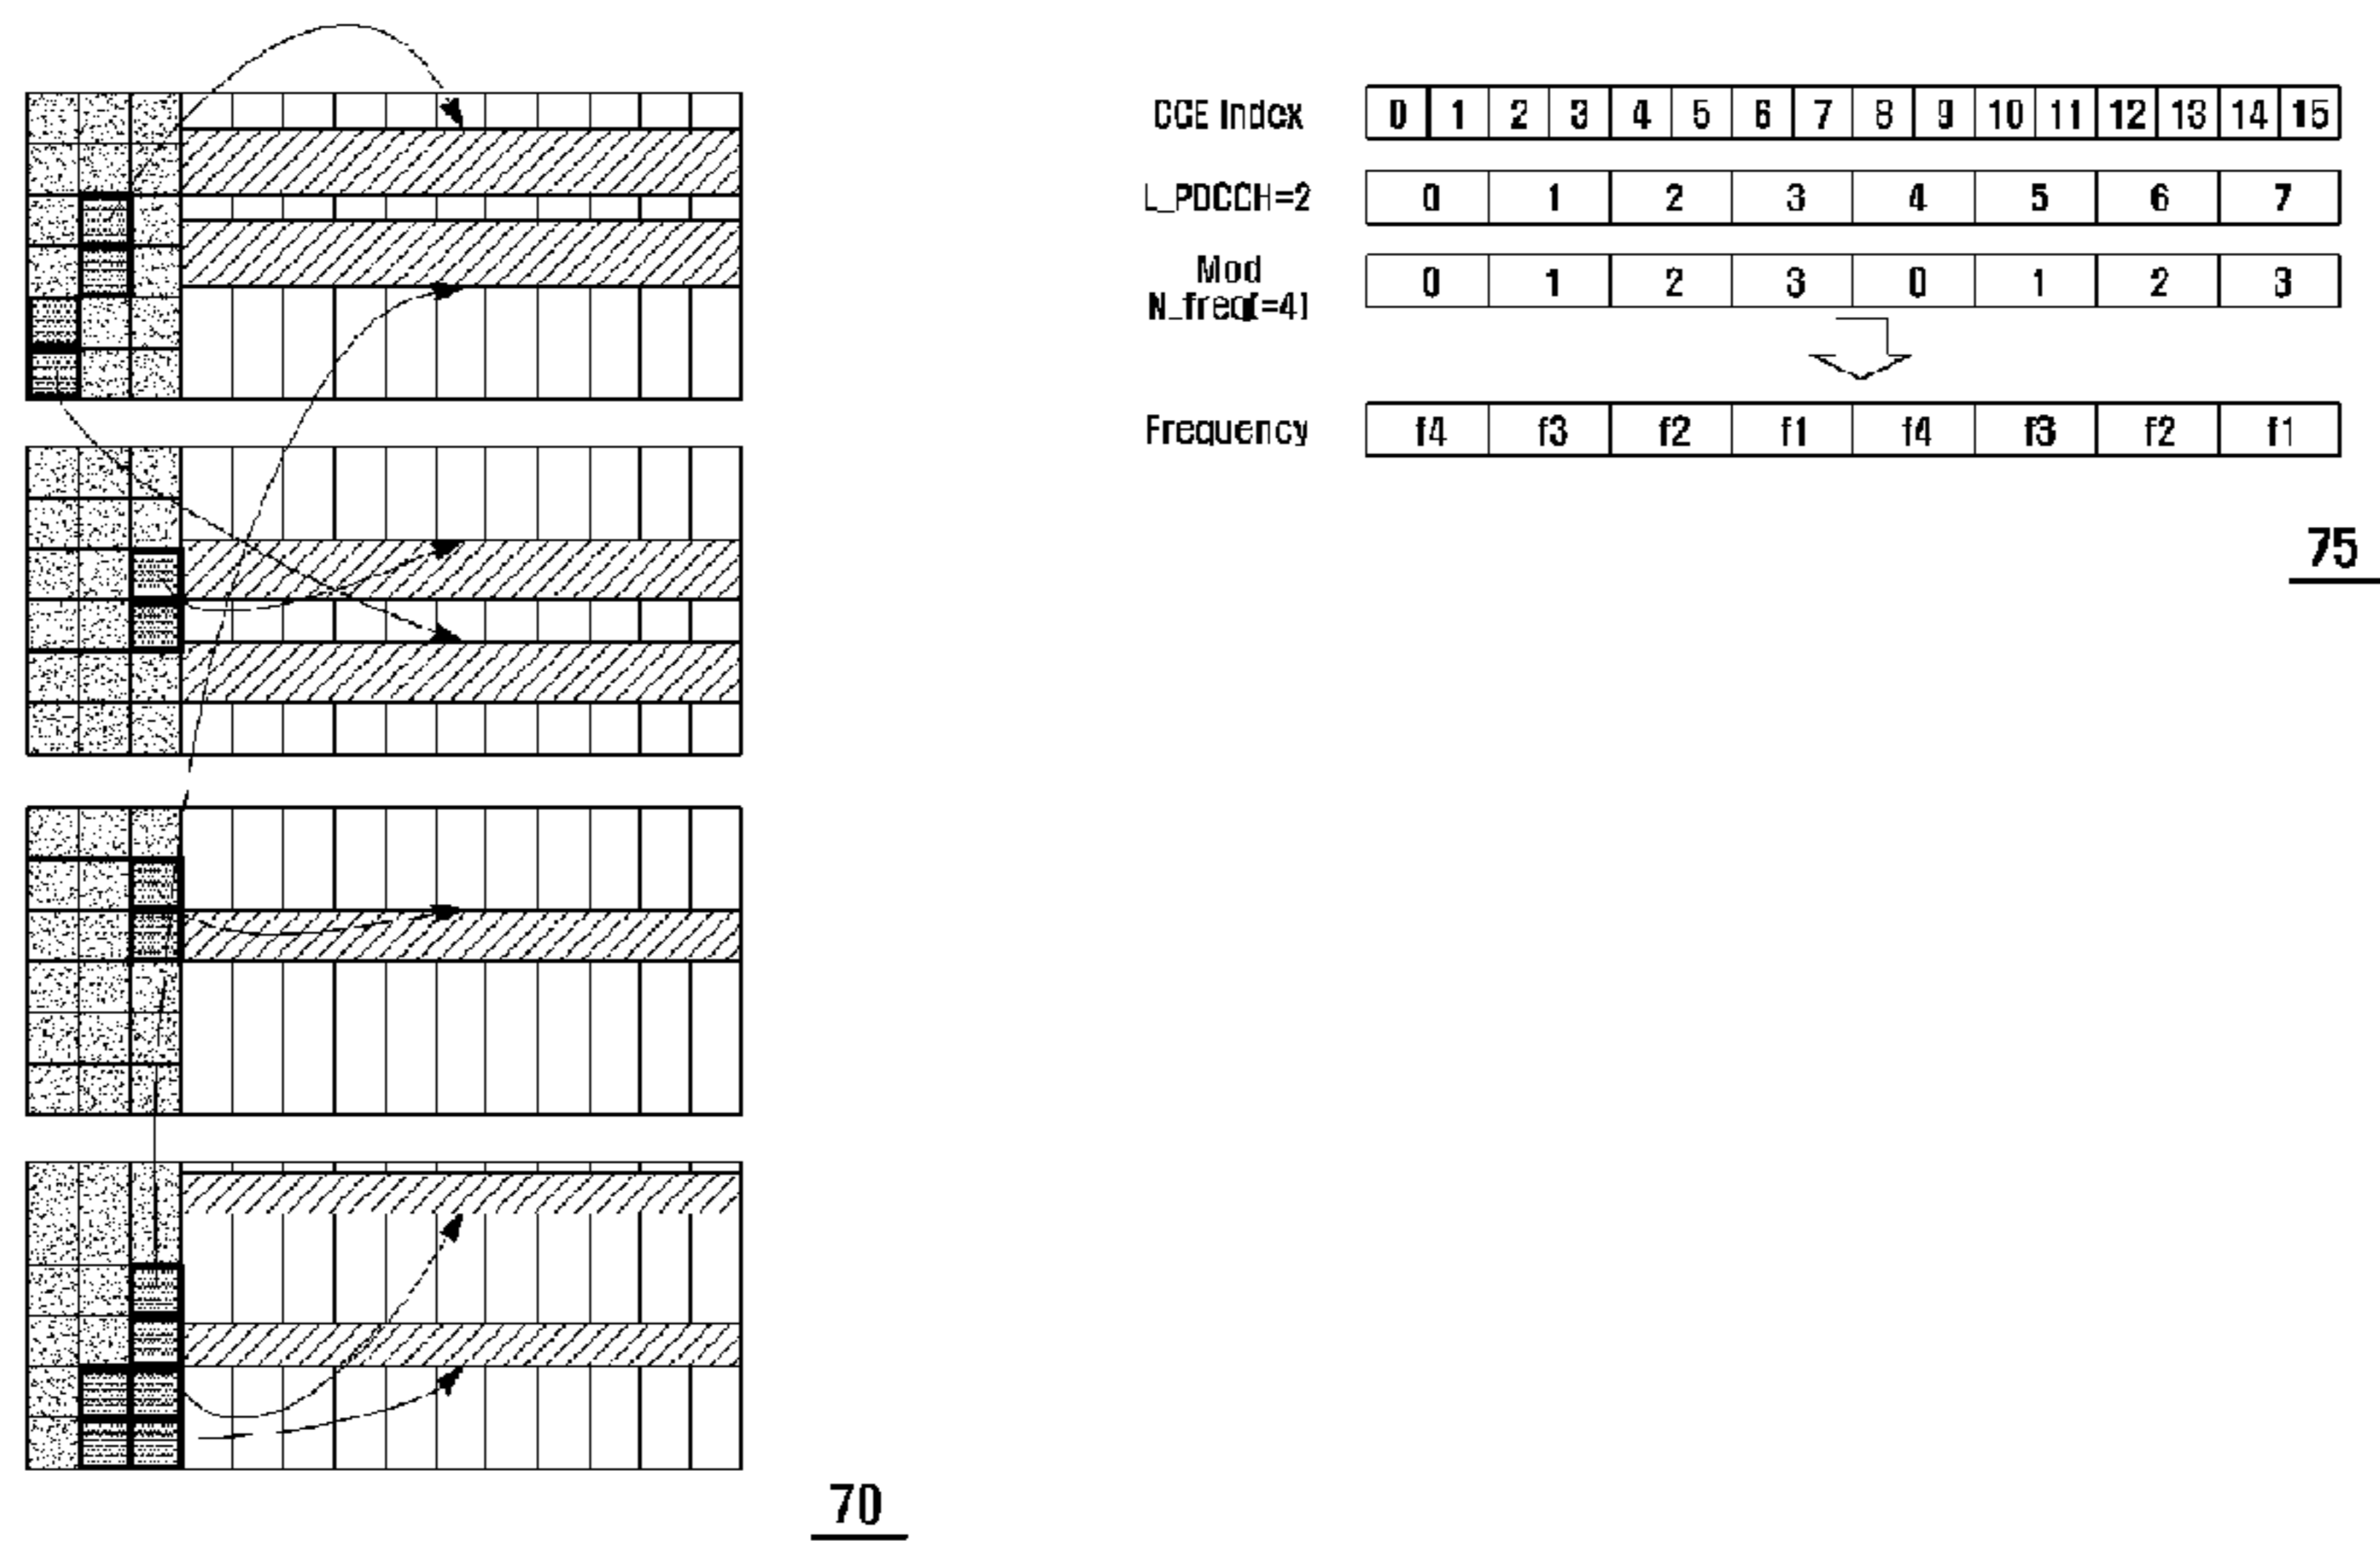 CCE Index 0 1 2 3 4 5 6 7 8 9 10 11 12 13 14 15
L_PDCCH=2 0 1 2 3 4 5 6 7
Mod
N_freq(=4) 0 1 2 3 0 1 2 3
Frequency f4 f3 f2 f1 f4 f3 f2 f1
75
70